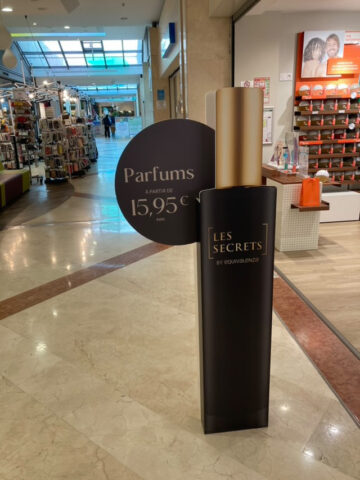 Parfums
À PARTIR DE
15,95€
LES
SECRETS
BY EQUIVALENZA